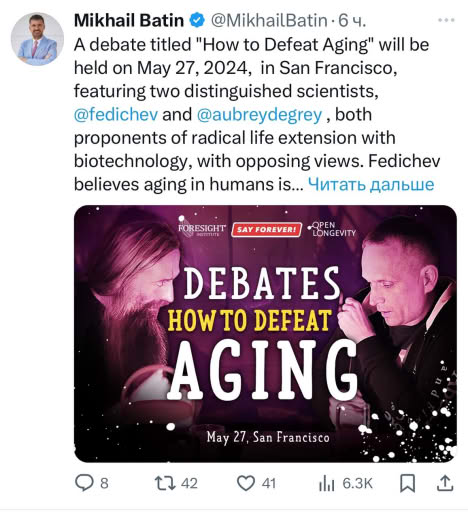 Mikhail Batin @MikhailBatin · 6 ч.
A debate titled "How to Defeat Aging" will be
held on May 27, 2024,  in San Francisco,
featuring two distinguished scientists,
@fedichev and @aubreydegrey , both
proponents of radical life extension with
biotechnology, with opposing views. Fedichev
believes aging in humans is... Читать дальше
FORESIGHT
INSTITUTE
SAY FOREVER!
OPEN
LONGEVITY
DEBATES
HOW TO DEFEAT
AGING
May 27, San Francisco
8 42 41 6.3K